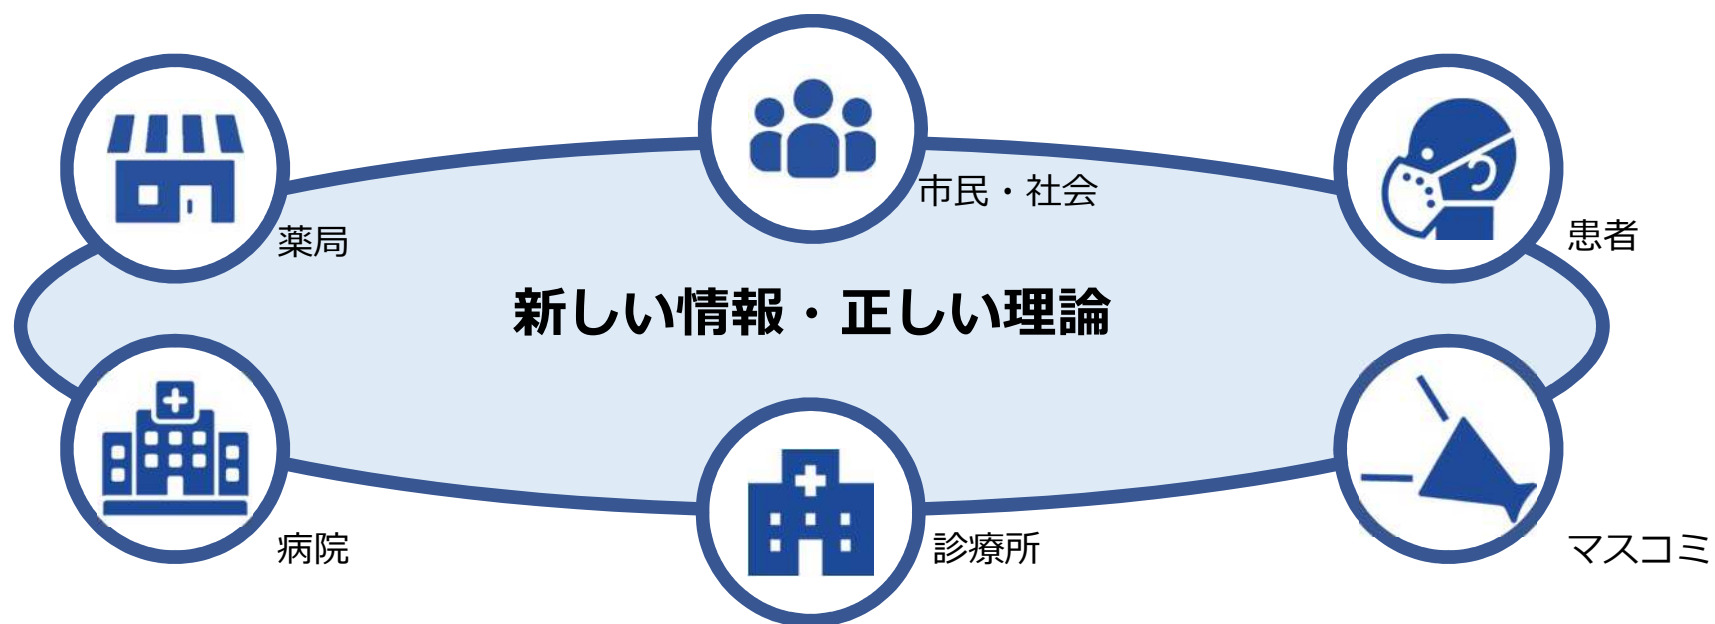 市民・社会
薬局
患者
新しい情報・正しい理論
病院
診療所
マスコミ